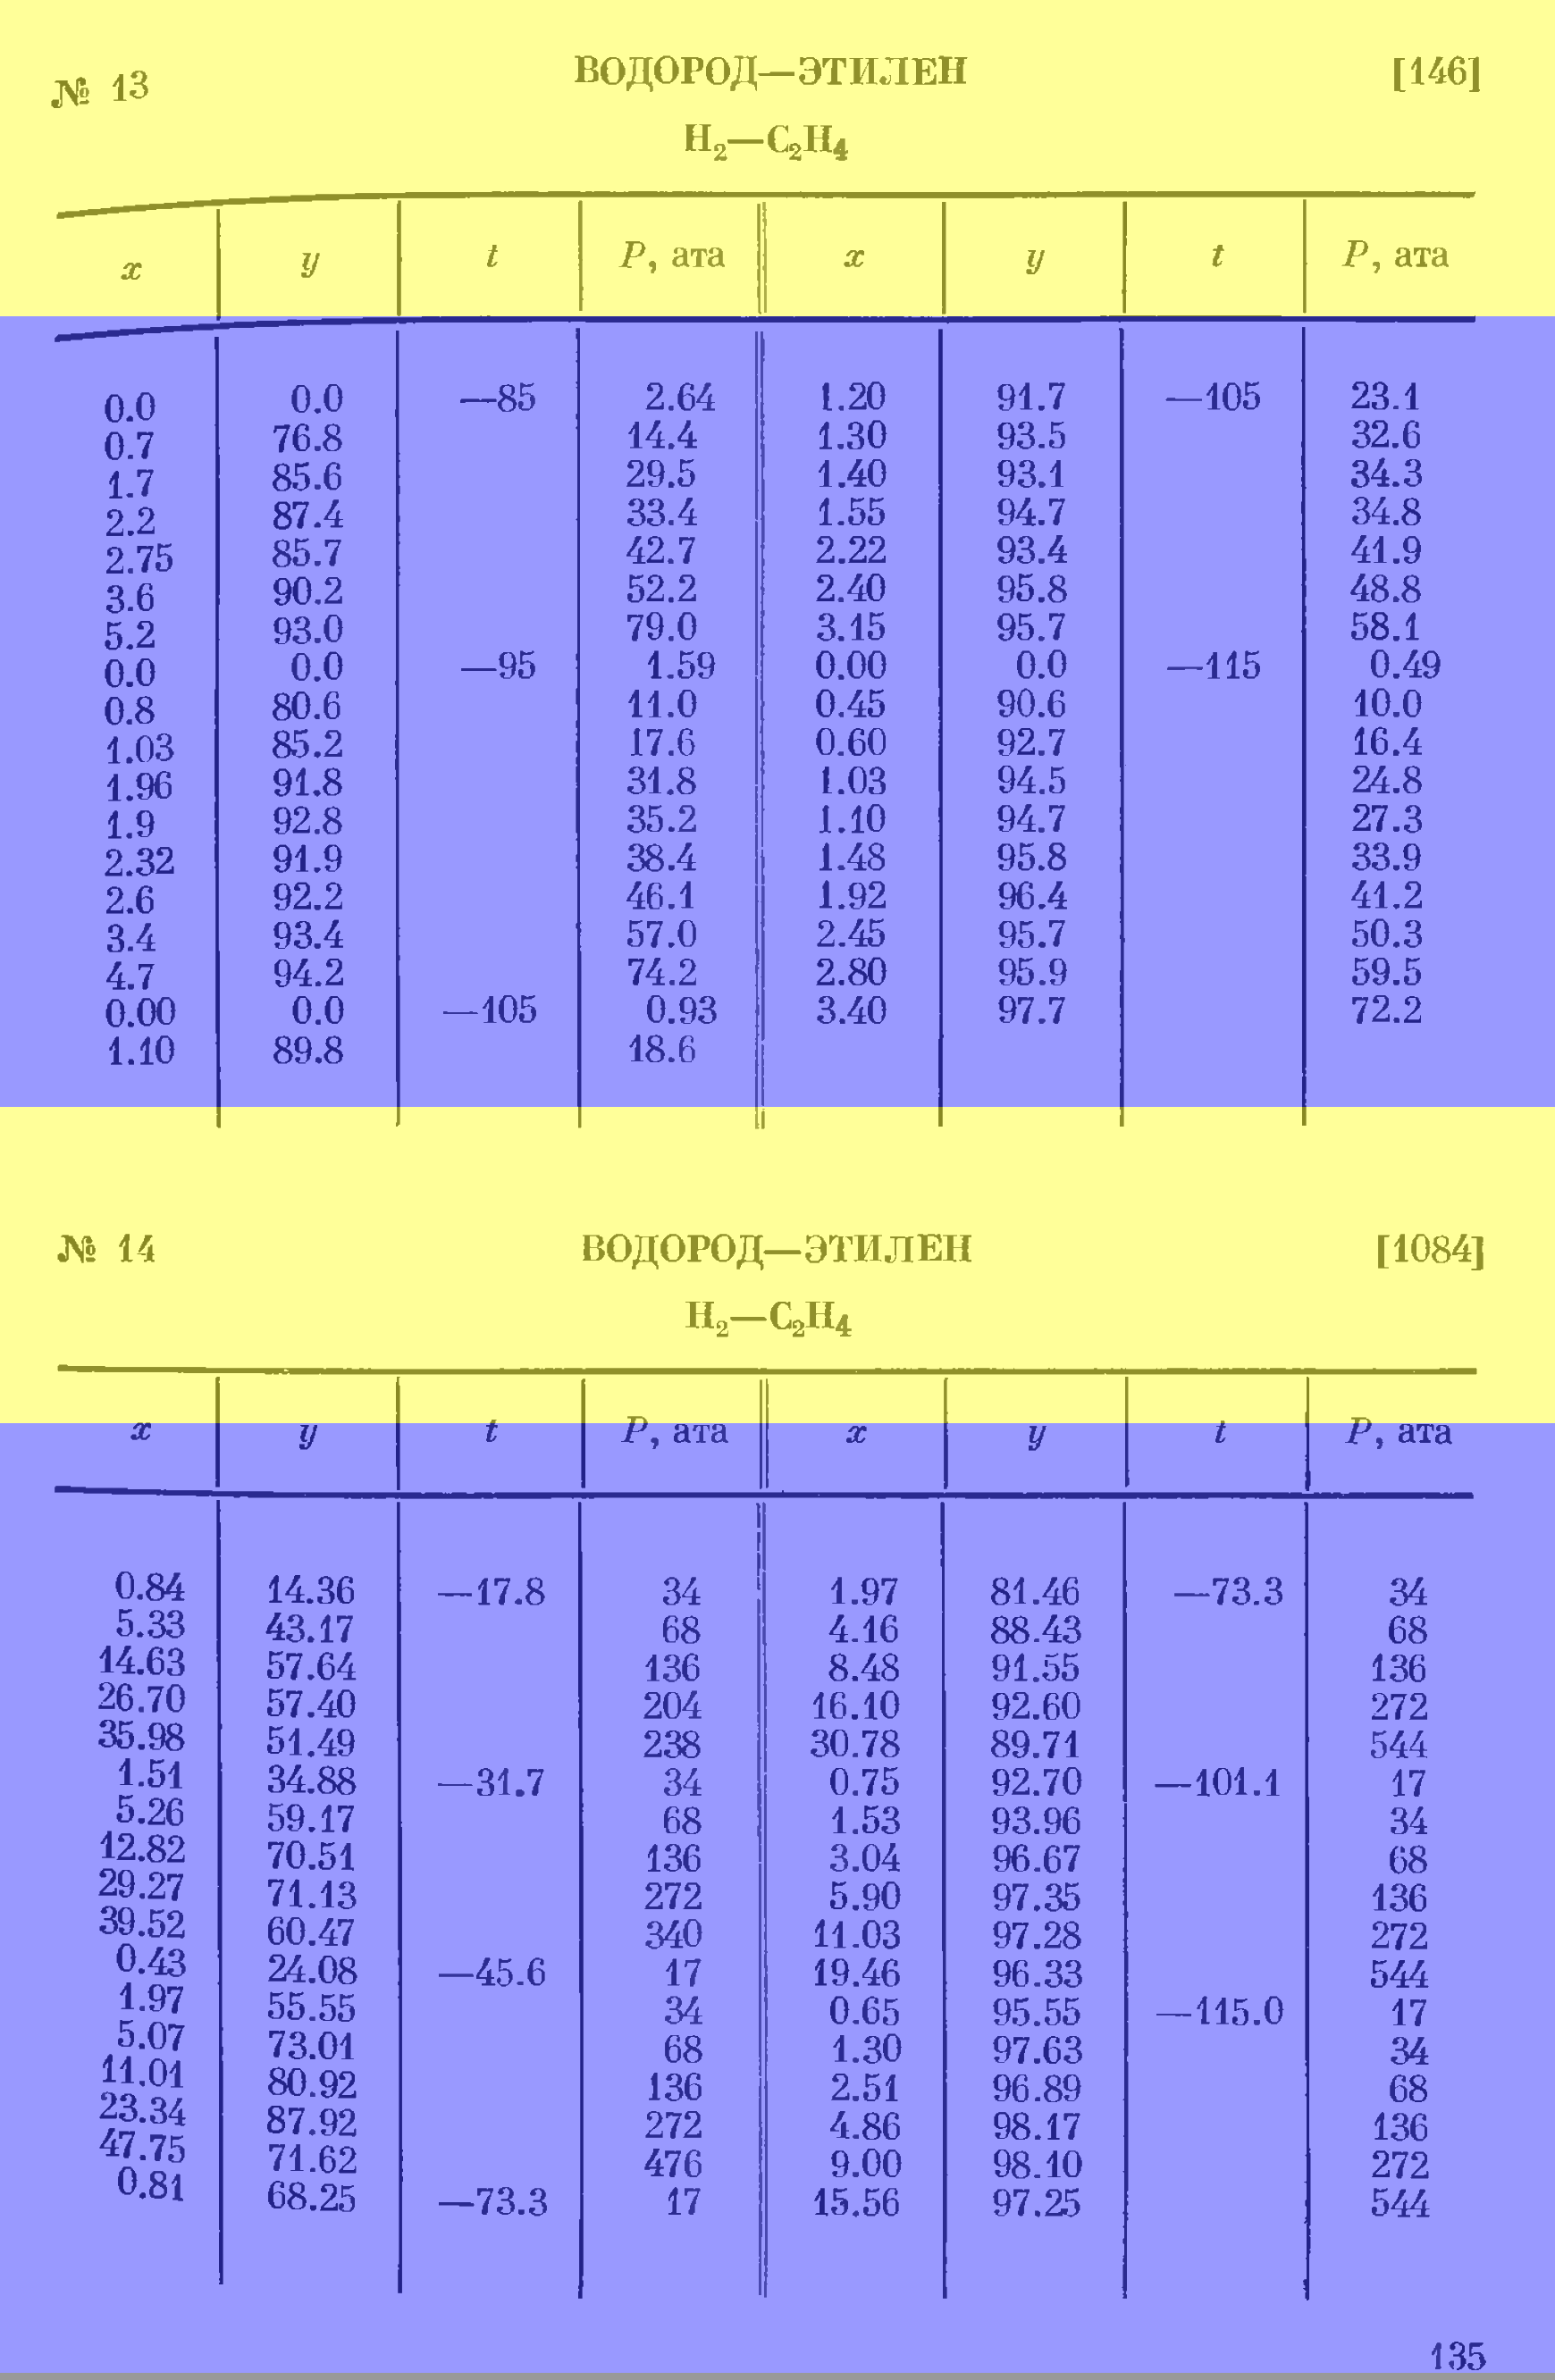 № 13 ВОДОРОД—ЭТИЛЕН [146]
H₂—C₂H₄
x y t P, ата x y t P, ата
0.0 0.0 —85 2.64 1.20 91.7 —105 23.1
0.7 76.8 14.4 1.30 93.5 32.6
1.7 85.6 29.5 1.40 93.1 34.3
2.2 87.4 33.4 1.55 94.7 34.8
2.75 85.7 42.7 2.22 93.4 41.9
3.6 90.2 52.2 2.40 95.8 48.8
5.2 93.0 79.0 3.15 95.7 58.1
0.0 0.0 —95 1.59 0.00 0.0 —115 0.49
0.8 80.6 11.0 0.45 90.6 10.0
1.03 85.2 17.6 0.60 92.7 16.4
1.96 91.8 31.8 1.03 94.5 24.8
1.9 92.8 35.2 1.10 94.7 27.3
2.32 91.9 38.4 1.48 95.8 33.9
2.6 92.2 46.1 1.92 96.4 41.2
3.4 93.4 57.0 2.45 95.7 50.3
4.7 94.2 74.2 2.80 95.9 59.5
0.00 0.0 —105 0.93 3.40 97.7 72.2
1.10 89.8 18.6
№ 14 ВОДОРОД—ЭТИЛЕН [1084]
H₂—C₂H₄
x y t P, ата x y t P, ата
0.84 14.36 —17.8 34 1.97 81.46 —73.3 34
5.33 43.17 68 4.16 88.43 68
14.63 57.64 136 8.48 91.55 136
26.70 57.40 204 16.10 92.60 272
35.98 51.49 238 30.78 89.71 544
1.51 34.88 —31.7 34 0.75 92.70 —101.1 17
5.26 59.17 68 1.53 93.96 34
12.82 70.51 136 3.04 96.67 68
29.27 71.13 272 5.90 97.35 136
39.52 60.47 340 11.03 97.28 272
0.43 24.08 —45.6 17 19.46 96.33 544
1.97 55.55 34 0.65 95.55 —115.0 17
5.07 73.01 68 1.30 97.63 34
11.01 80.92 136 2.51 96.89 68
23.34 87.92 272 4.86 98.17 136
47.75 71.62 476 9.00 98.10 272
0.81 68.25 —73.3 17 15.56 97.25 544
135